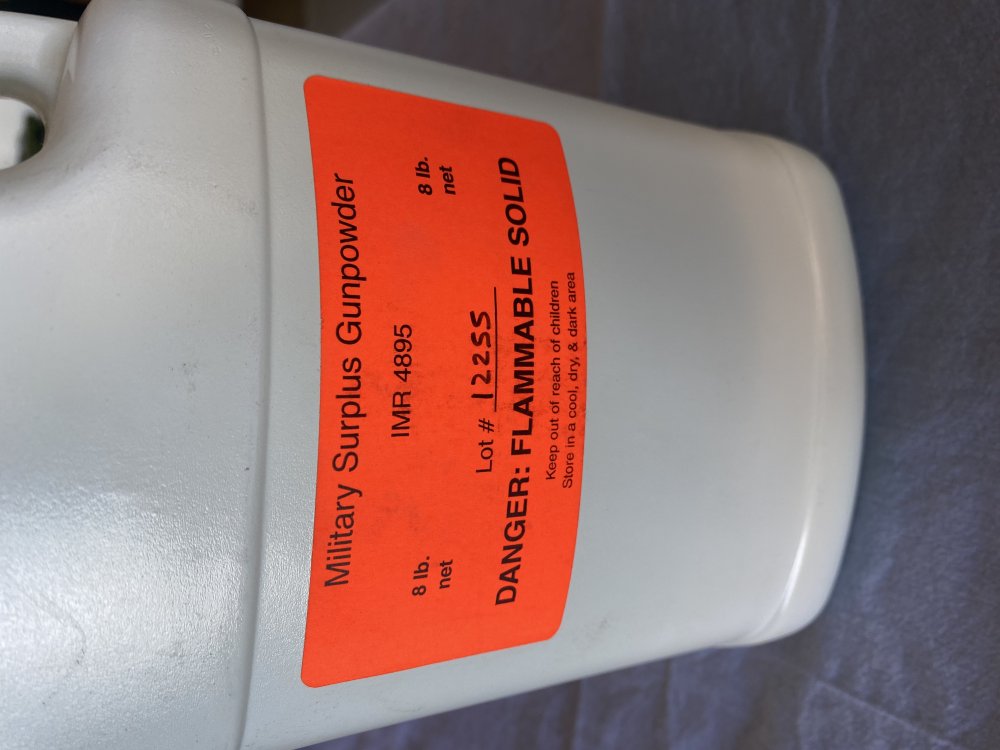 Military Surplus Gunpowder
IMR 4895
8 lb.
net
8 lb.
net
Lot # 12255
DANGER: FLAMMABLE SOLID
Keep out of reach of children
Store in a cool, dry, & dark area